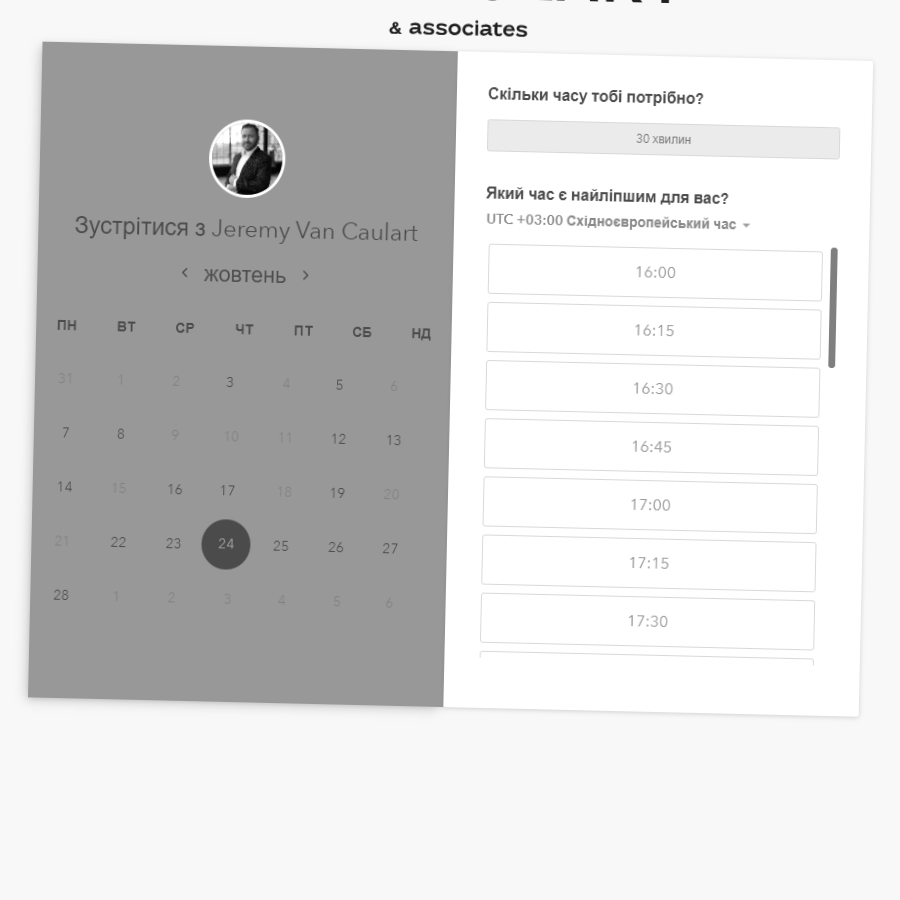 & associates
Зустрітися з Jeremy Van Caulart
жовтень
ПН ВТ СР ЧТ ПТ СБ НД
31 1 2 3 4 5 6
7 8 9 10 11 12 13
14 15 16 17 18 19 20
21 22 23 24 25 26 27
28 1 2 3 4 5 6
Скільки часу тобі потрібно?
30 хвилин
Який час є найліпшим для вас?
UTC +03:00 Східноєвропейський час
16:00
16:15
16:30
16:45
17:00
17:15
17:30